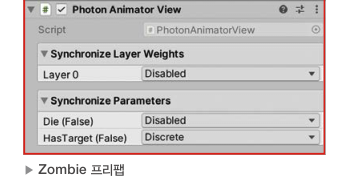 Photon Animator View
Script PhotonAnimatorView
Synchronize Layer Weights
Layer 0 Disabled
Synchronize Parameters
Die (False) Disabled
HasTarget (False) Discrete
▶ Zombie 프리팹